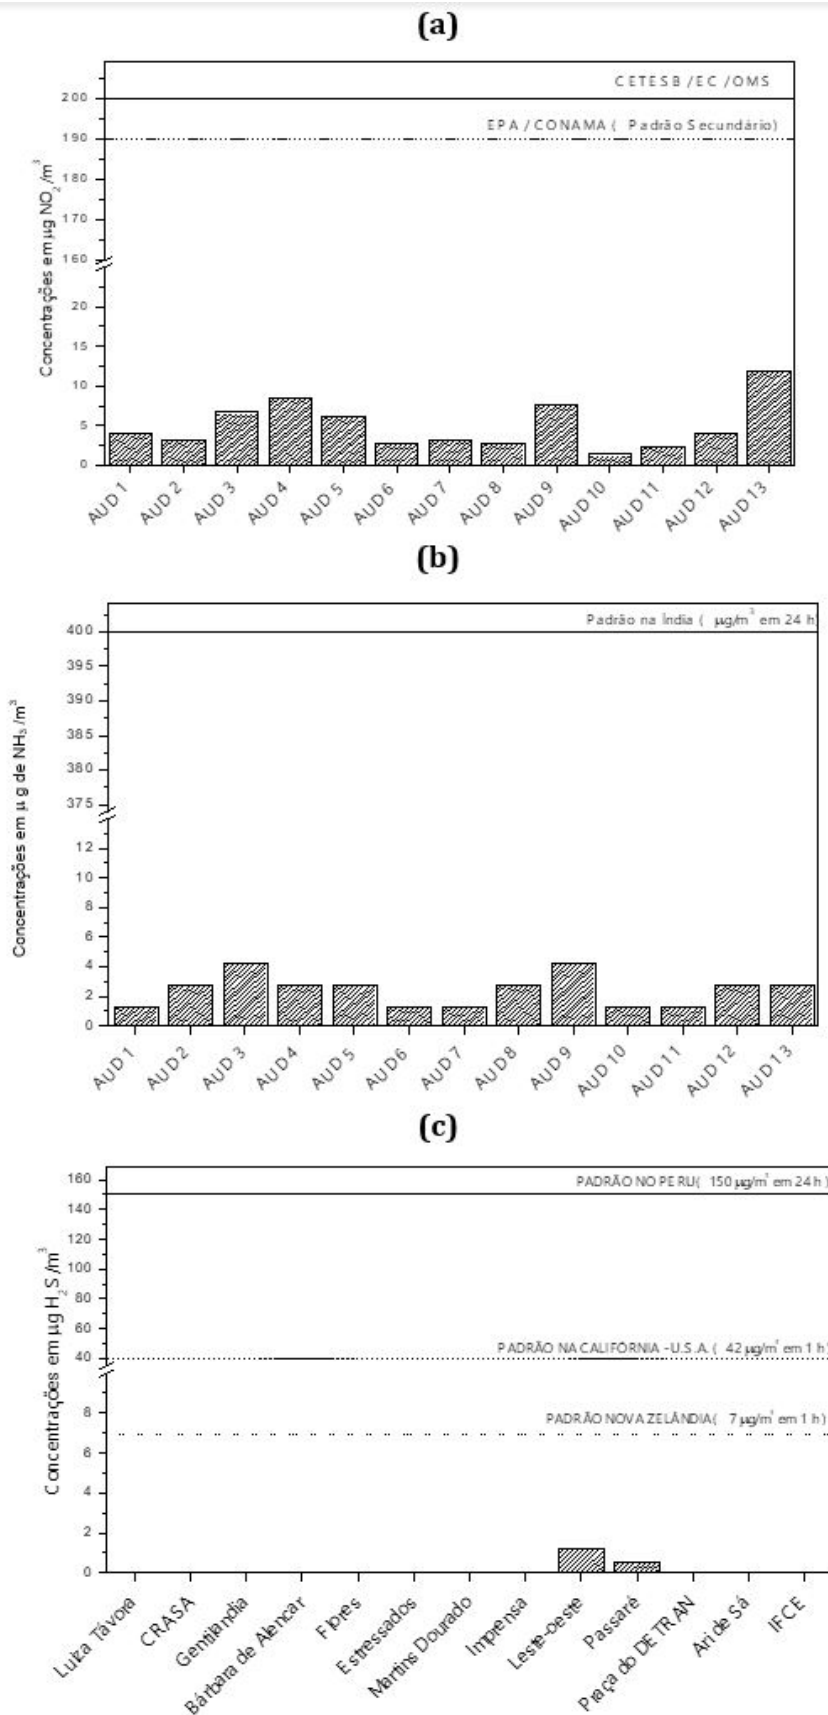 (a)
CETESB/EC/OMS
200
EPA/CONAMA ( Padrão Secundário)
190
180
170
160
20
15
10
5
0
Concentrações em µg NO2/m3
AUD 1
AUD 2
AUD 3
AUD 4
AUD 5
AUD 6
AUD 7
AUD 8
AUD 9
AUD 10
AUD 11
AUD 12
AUD 13
(b)
Padrão na Índia ( µg/m3 em 24 h)
400
395
390
385
380
375
12
10
8
6
4
2
0
Concentrações em µ g de NH3 /m3
AUD 1
AUD 2
AUD 3
AUD 4
AUD 5
AUD 6
AUD 7
AUD 8
AUD 9
AUD 10
AUD 11
AUD 12
AUD 13
(c)
PADRÃO NO PERU( 150 µg/m3 em 24 h)
160
140
120
100
80
60
PADRÃO NA CALIFÓRNIA -U.S.A. ( 42 µg/m3 em 1 h)
40
PADRÃO NOVA ZELÂNDIA( 7 µg/m3 em 1 h)
8
6
4
2
0
Concentrações em µg H2S /m3
Luiza Távora
CRASA
Gentilandia
Bárbara de Alencar
Flores
Estressados
Martins Dourado
Imprensa
Leste-oeste
Passaré
Praça do DETRAN
Ari de Sá
IFCE